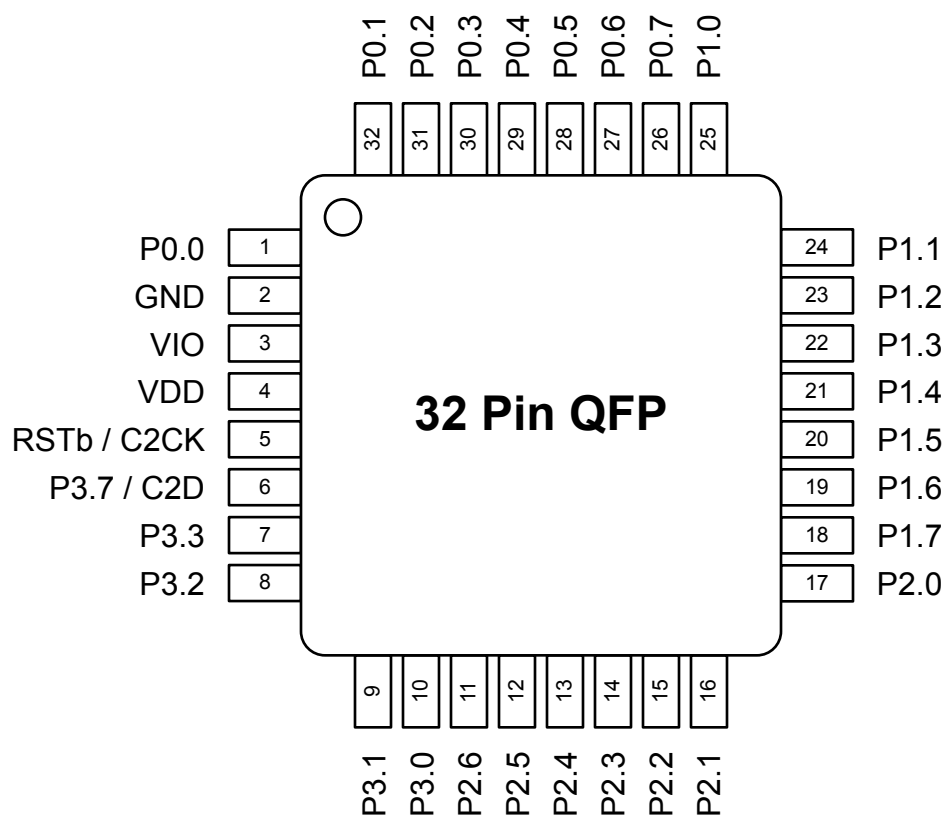 P0.1 P0.2 P0.3 P0.4 P0.5 P0.6 P0.7 P1.0
32 31 30 29 28 27 26 25
P0.0 1 24 P1.1
GND 2 23 P1.2
VIO 3 22 P1.3
VDD 4 21 P1.4
32 Pin QFP
RSTb / C2CK 5 20 P1.5
P3.7 / C2D 6 19 P1.6
P3.3 7 18 P1.7
P3.2 8 17 P2.0
9 10 11 12 13 14 15 16
P3.1 P3.0 P2.6 P2.5 P2.4 P2.3 P2.2 P2.1